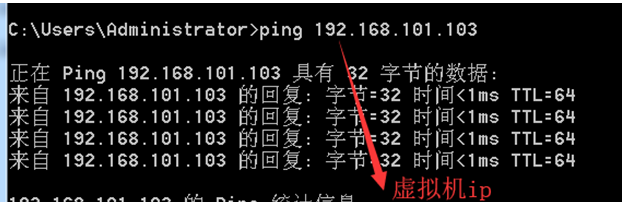 C:\Users\Administrator>ping 192.168.101.103
正在 Ping 192.168.101.103 具有 32 字节的数据:
来自 192.168.101.103 的回复: 字节=32 时间<1ms TTL=64
来自 192.168.101.103 的回复: 字节=32 时间<1ms TTL=64
来自 192.168.101.103 的回复: 字节=32 时间<1ms TTL=64
来自 192.168.101.103 的回复: 字节=32 时间<1ms TTL=64
192.168.101.103 的 Ping 统计信息
虚拟机ip